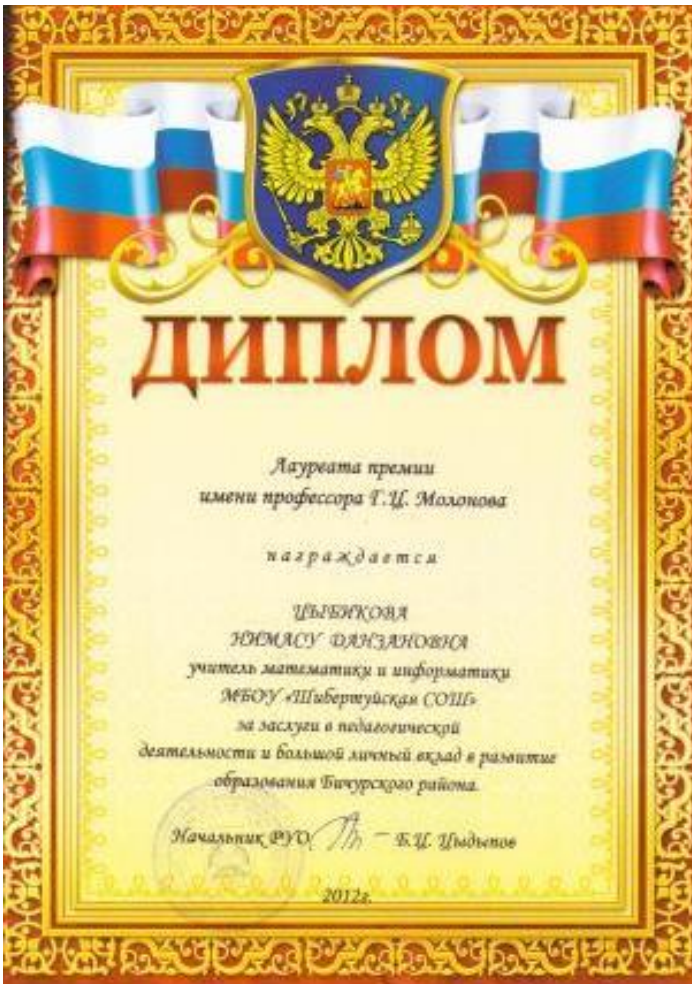 ДИПЛОМ
Лауреата премии
имени профессора Г.Ц. Молонова
награждается
ЦЫБИКОВА
НИМАСУ ДАНЗАНОВНА
учитель математики и информатики
МБОУ «Шибертуйская СОШ»
за заслуги в педагогической
деятельности и большой личный вклад в развитие
образования Бичурского района.
Начальник РУО Б.Ц. Цыдыпов
2012г.